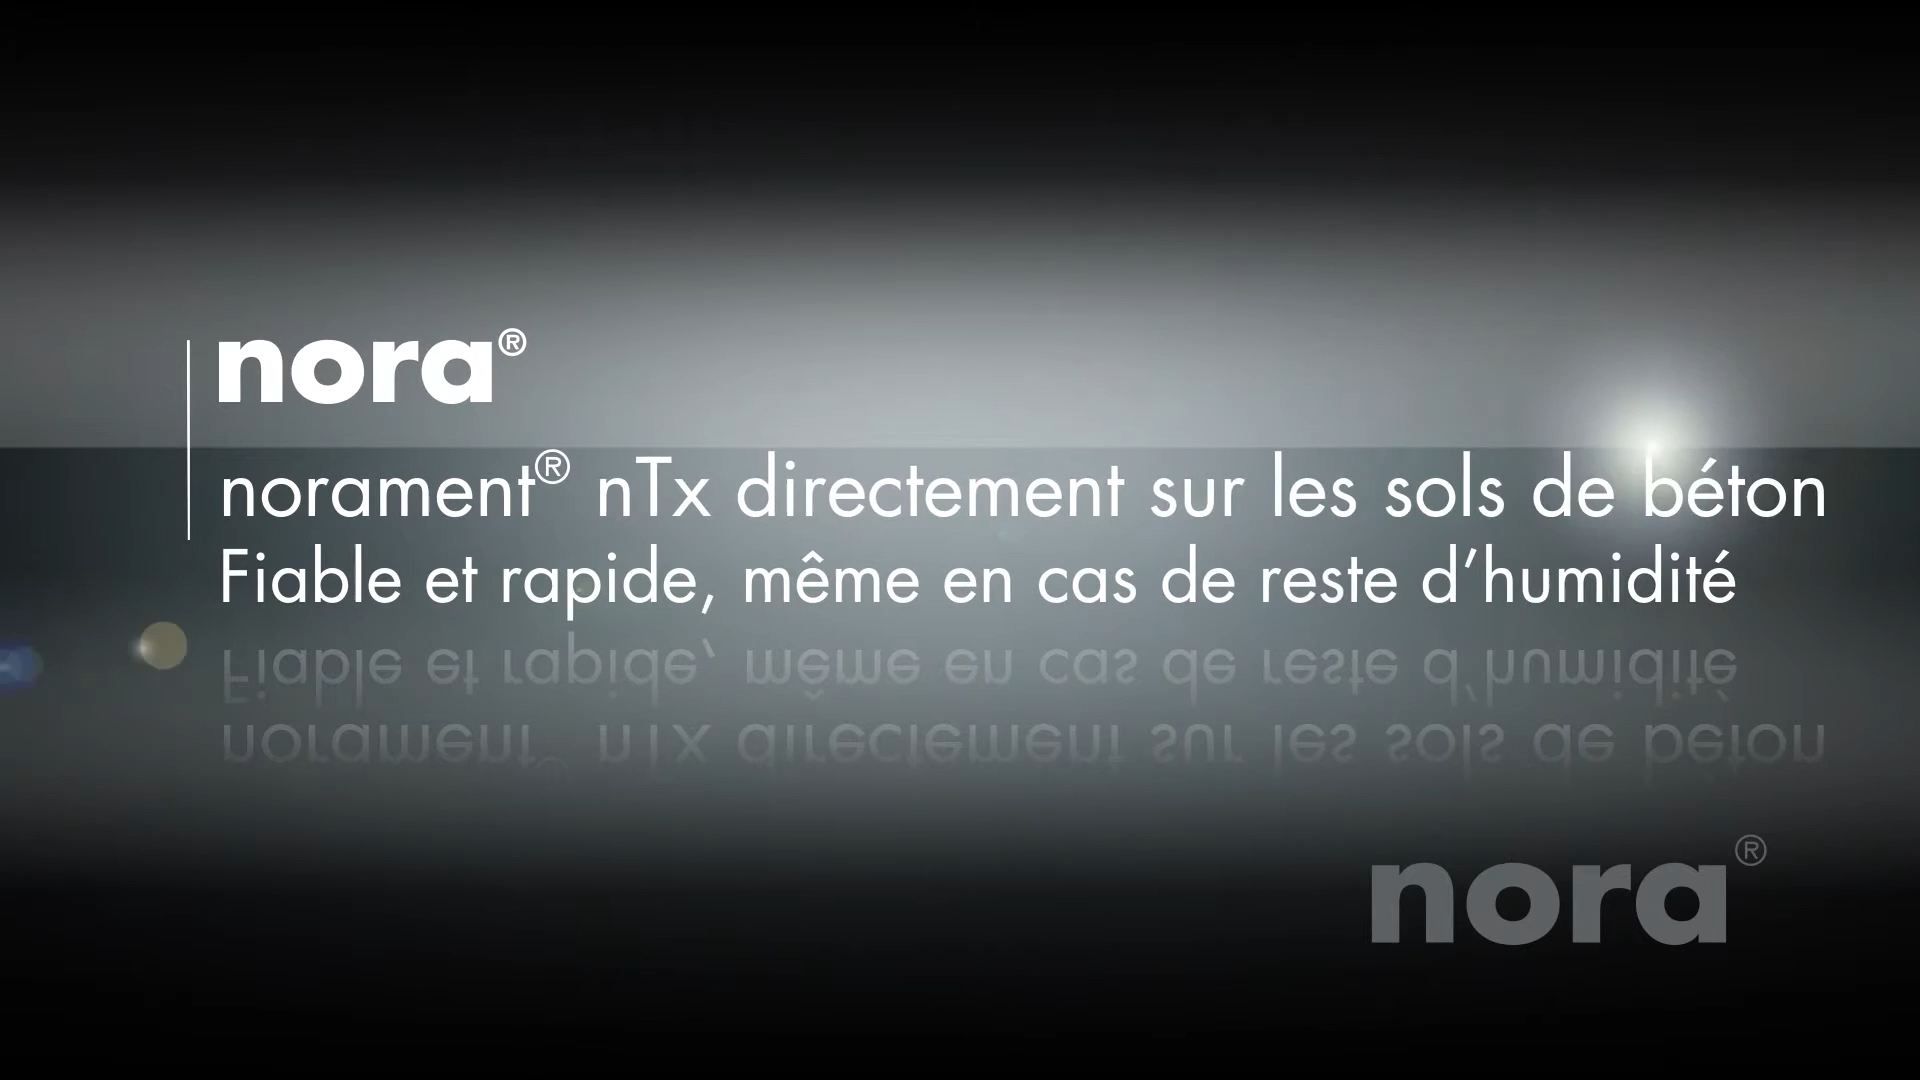 nora®
norament® nTx directement sur les sols de béton
Fiable et rapide, même en cas de reste d’humidité
nora®